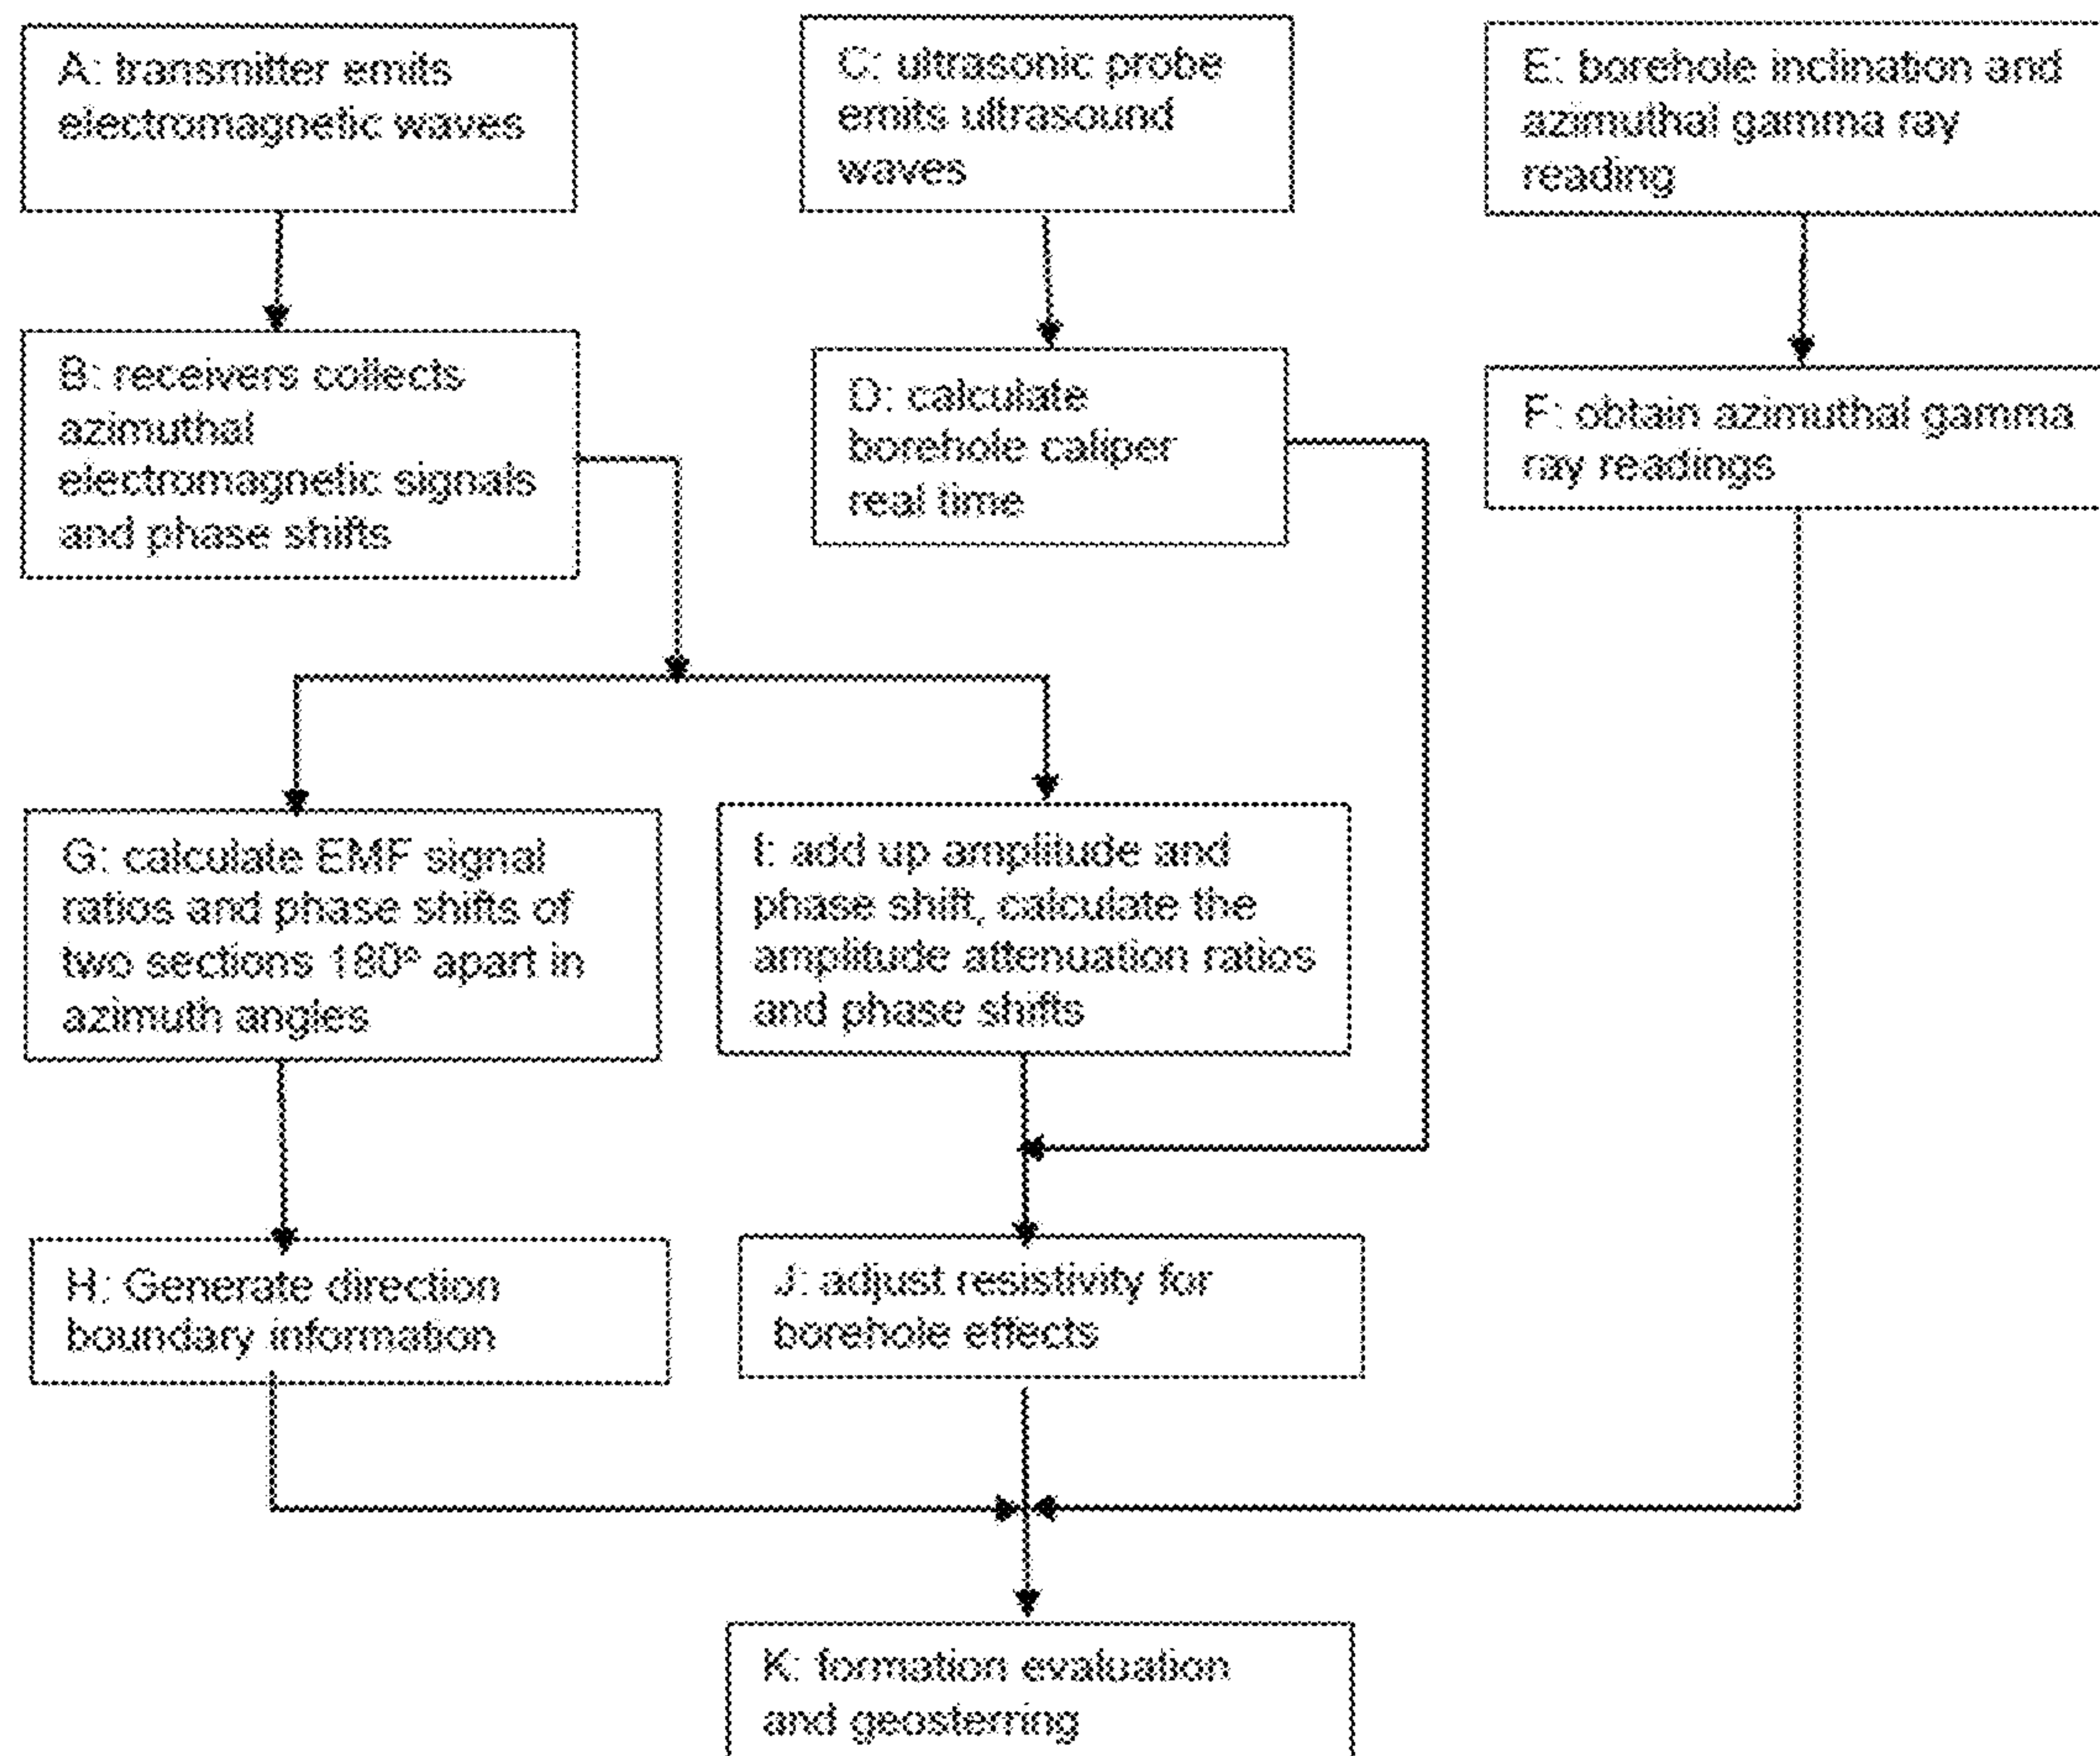 A: transmitter emits
electromagnetic waves
C: ultrasonic probe
emits ultrasound
waves
E: borehole inclination and
azimuthal gamma ray
reading
B: receivers collects
azimuthal
electromagnetic signals
and phase shifts
D: calculate
borehole caliper
real time
F: obtain azimuthal gamma
ray readings
G: calculate EMF signal
ratios and phase shifts of
two sections 180° apart in
azimuth angles
I: add up amplitude and
phase shift, calculate the
amplitude attenuation ratios
and phase shifts
H: Generate direction
boundary information
J: adjust resistivity for
borehole effects
K: formation evaluation
and geosterring